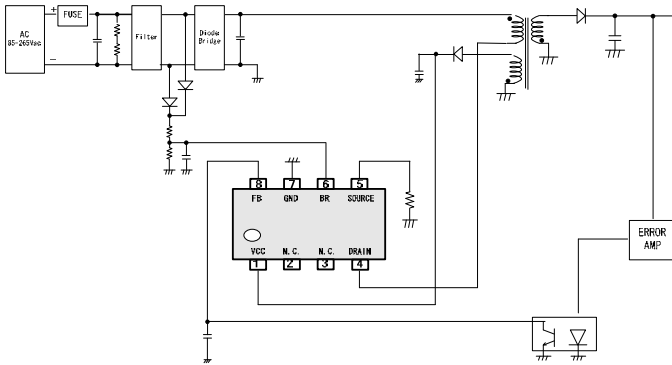 AC
85-265Vac
+
−
FUSE
Filter
Diode
Bridge
8 7 6 5
FB GND BR SOURCE
VCC N.C. N.C. DRAIN
1 2 3 4
ERROR
AMP